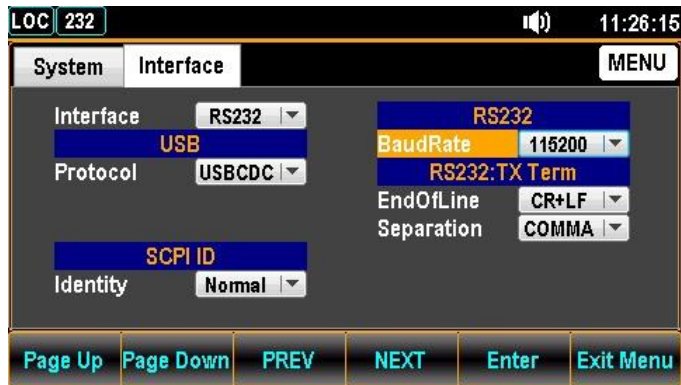 LOC 232 11:26:15
System Interface MENU
Interface RS232
USB
Protocol USBCDC
SCPI ID
Identity Normal
RS232
BaudRate 115200
RS232:TX Term
EndOfLine CR+LF
Separation COMMA
Page Up Page Down PREV NEXT Enter Exit Menu